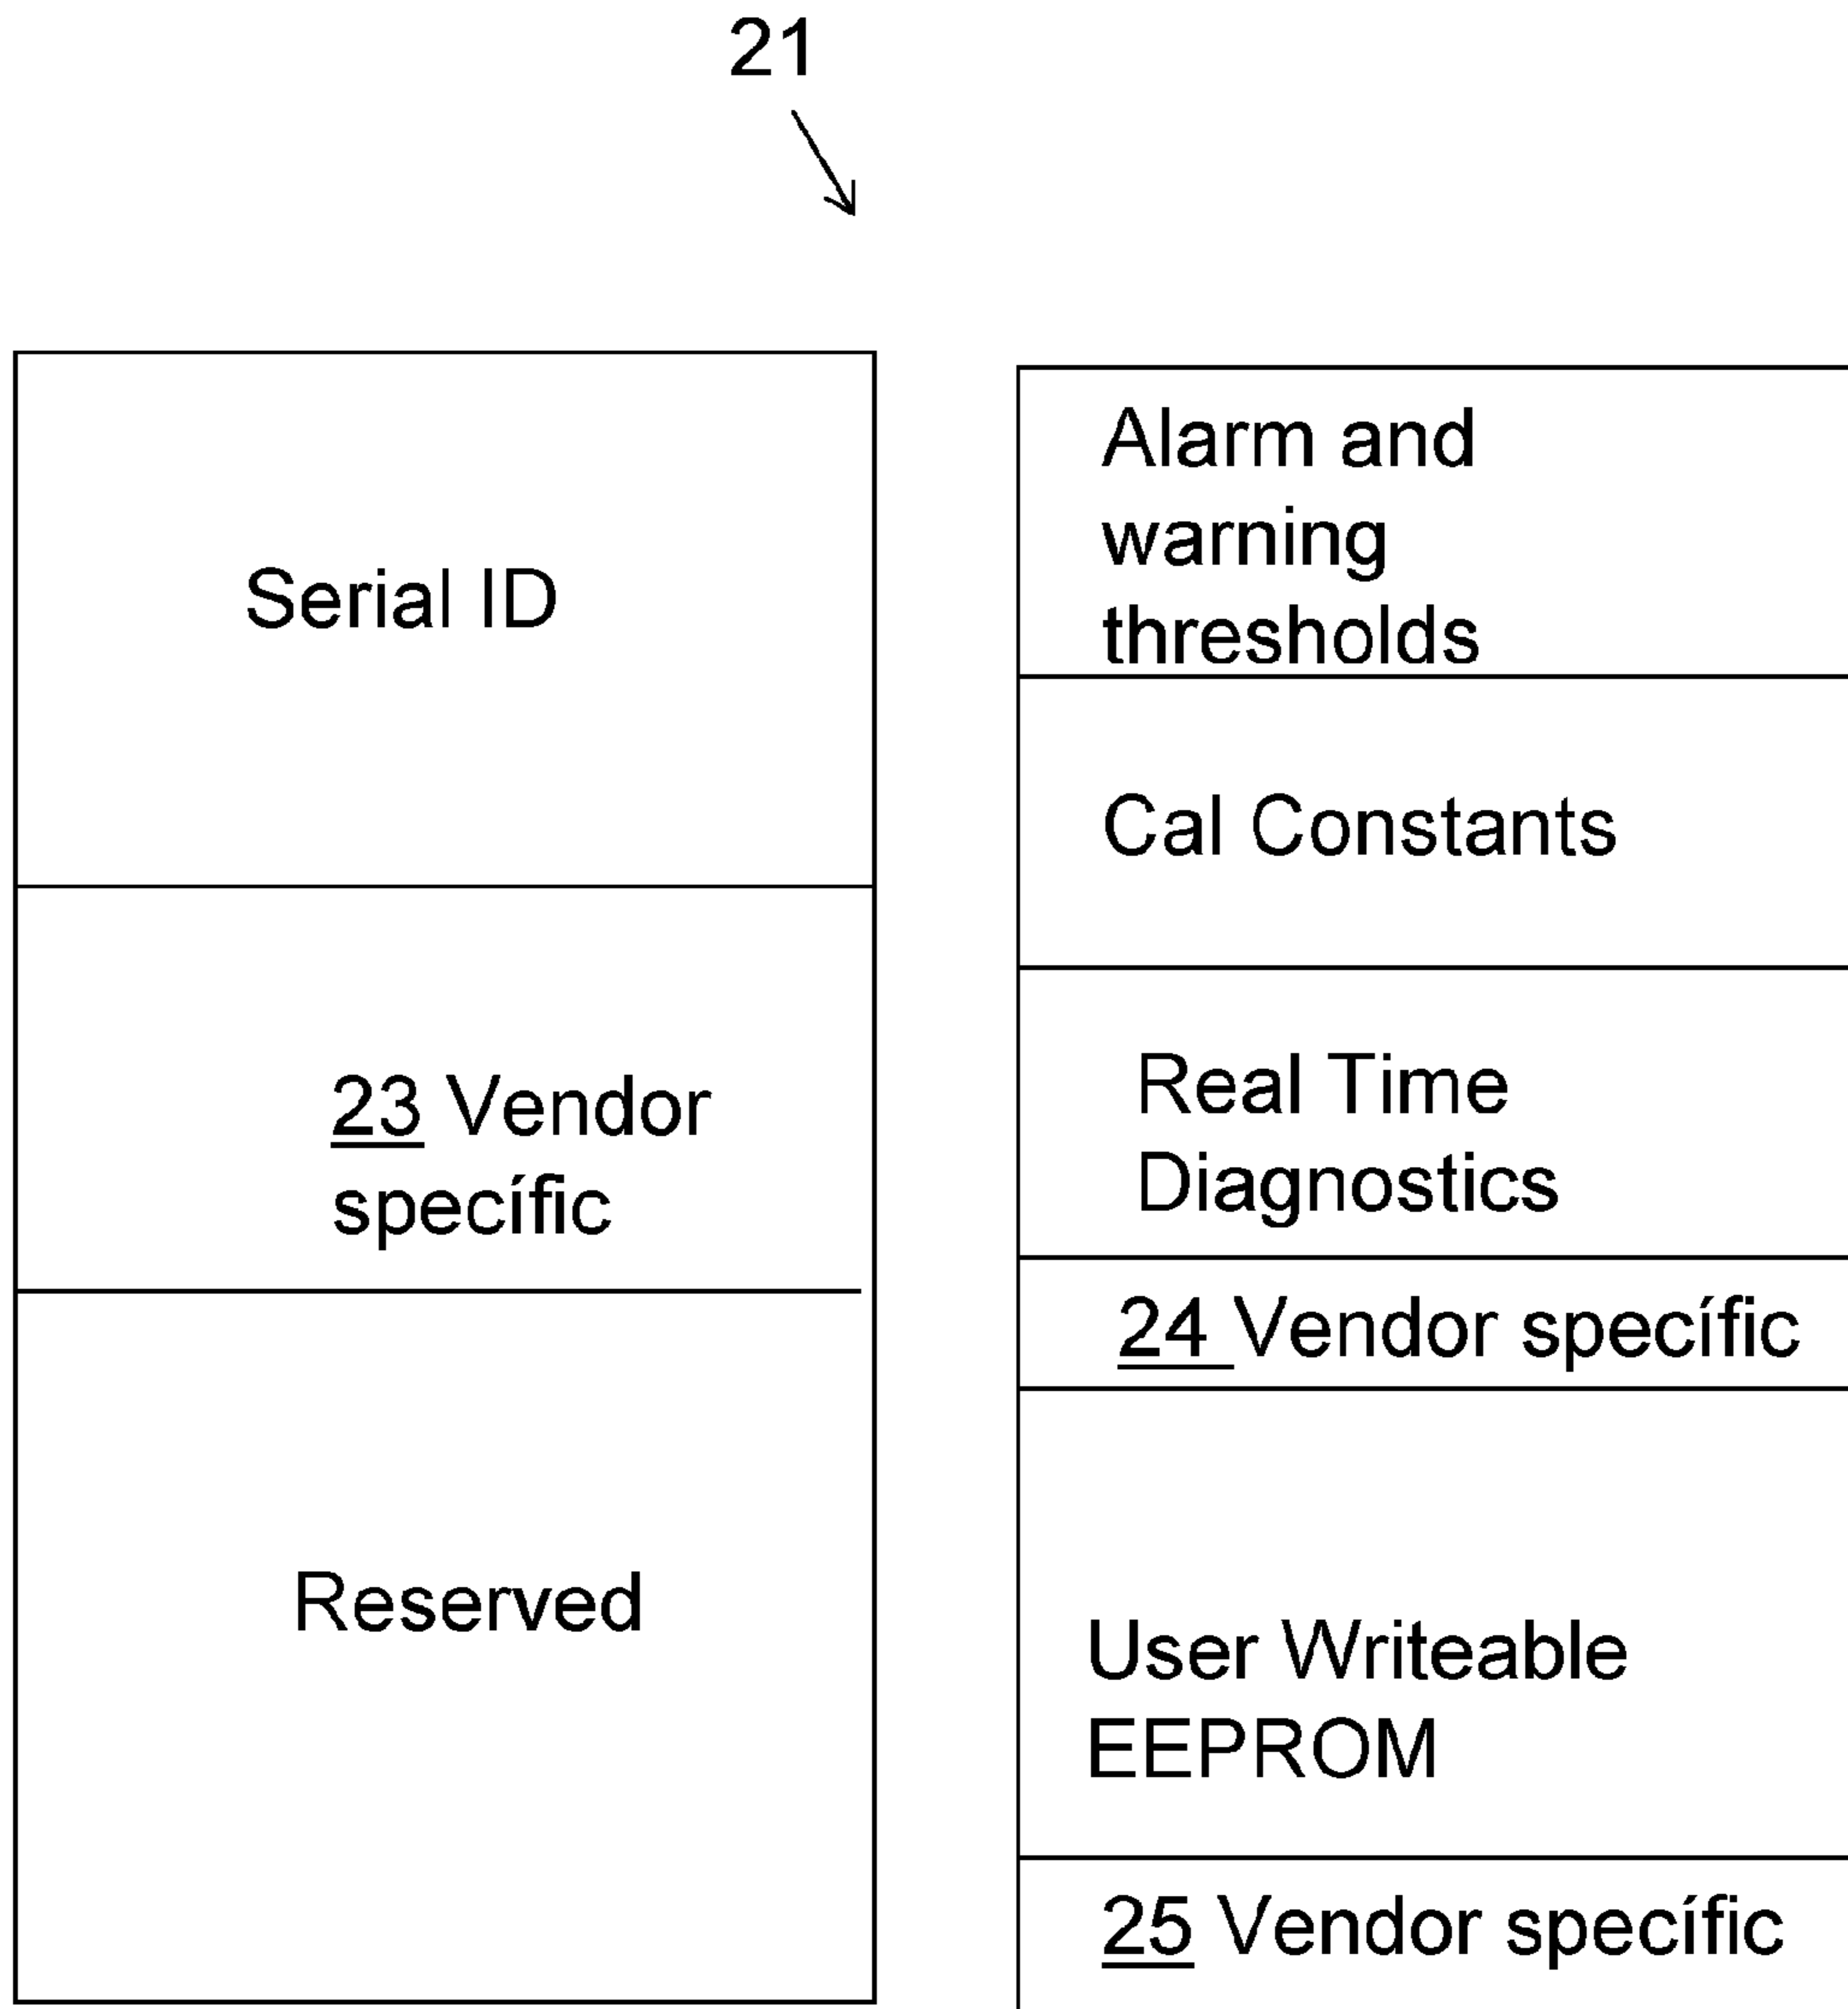 21
Serial ID
23 Vendor
specífic
Reserved
Alarm and
warning
thresholds
Cal Constants
Real Time
Diagnostics
24 Vendor specífic
User Writeable
EEPROM
25 Vendor specífic